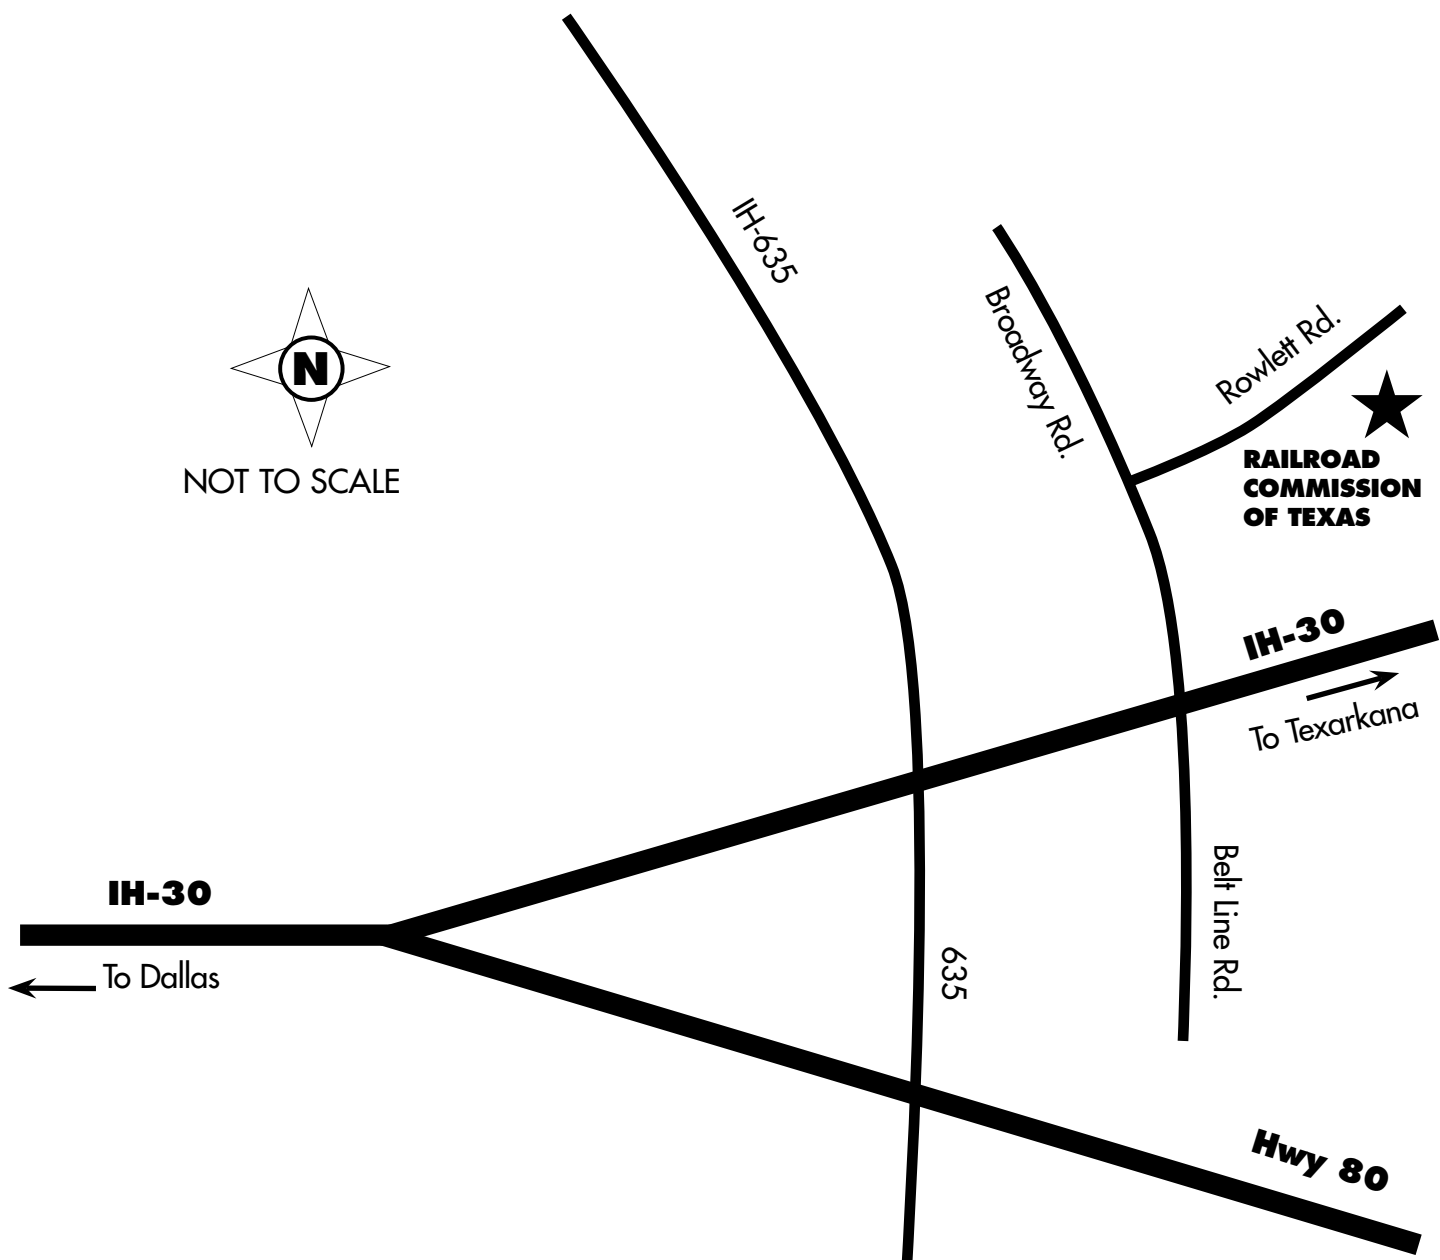 IH-635
Broadway Rd.
Rowlett Rd.
N
NOT TO SCALE
RAILROAD
COMMISSION
OF TEXAS
IH-30
To Texarkana
IH-30
To Dallas
635
Belt Line Rd.
Hwy 80